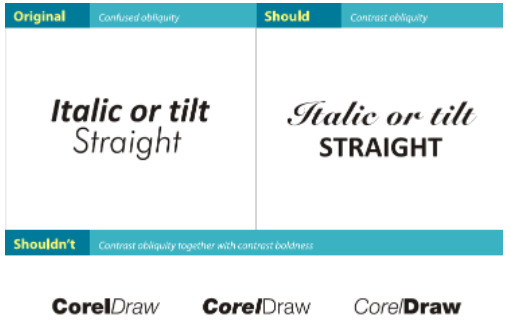 Original Confused obliquity
Should Contrast obliquity
Italic or tilt
Straight
Italic or tilt
STRAIGHT
Shouldn't Contrast obliquity together with contrast boldness
CorelDraw CorelDraw CorelDraw